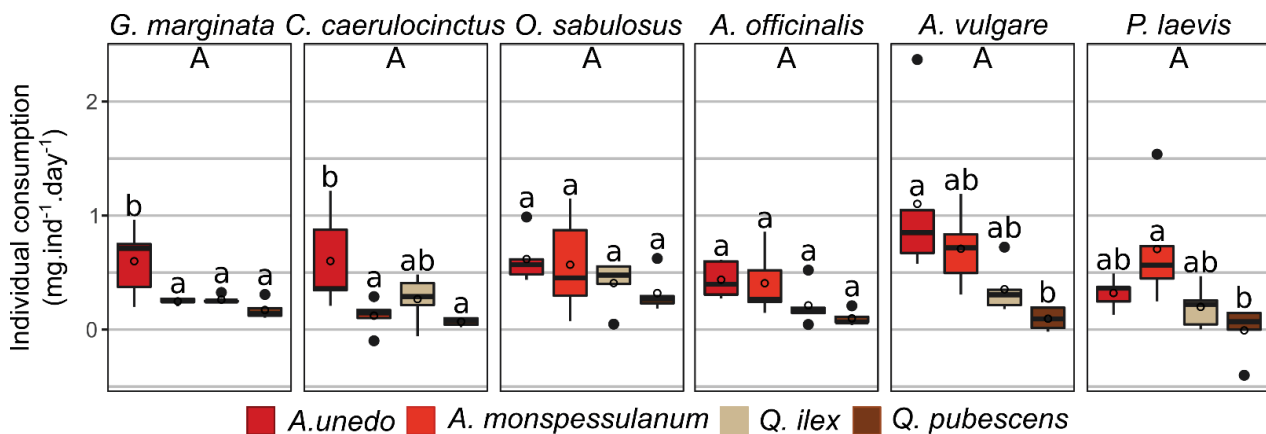 G. marginata C. caerulocinctus O. sabulosus A. officinalis A. vulgare P. laevis
A A A A A A
2
1
0
Individual consumption
(mg.ind⁻¹.day⁻¹)
b a a a
b a ab a
a a a a
a a a a
a ab ab b
ab a ab b
A.unedo A. monspessulanum Q. ilex Q. pubescens